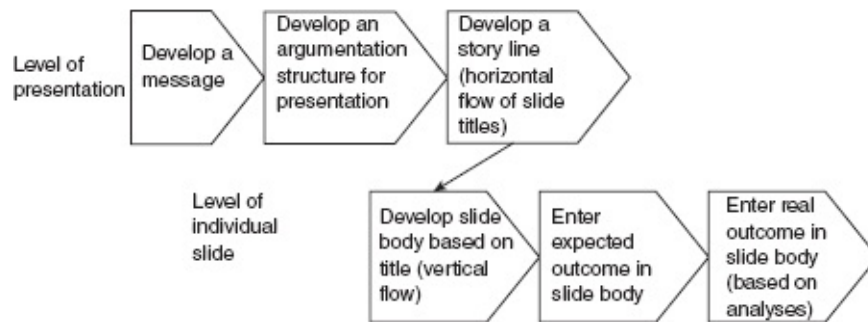 Level of
presentation
Develop a
message
Develop an
argumentation
structure for
presentation
Develop a
story line
(horizontal
flow of slide
titles)
Level of
individual
slide
Develop slide
body based on
title (vertical
flow)
Enter
expected
outcome in
slide body
Enter real
outcome in
slide body
(based on
analyses)